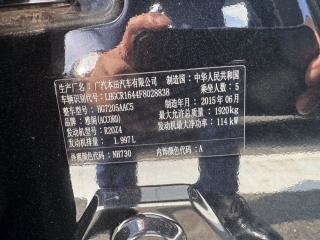 生产厂名：广汽本田汽车有限公司 制造国：中华人民共和国
车辆识别代号：LHGCR1644F8028838 乘坐人数：5
整车型号：HG7205AAC5 制造年月：2015年06月
品牌：雅阁(ACCORD) 最大允许总质量：1920kg
发动机型号：R20Z4 发动机最大净功率：114kW
发动机排量：1.997L
外观颜色代码：NH730 内饰颜色代码：A